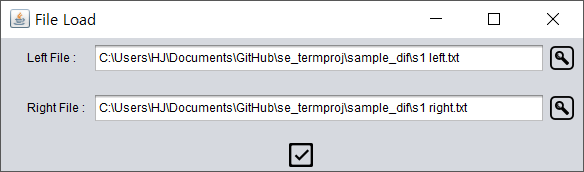 File Load
Left File : C:\Users\HJ\Documents\GitHub\se_termproj\sample_dif\s1 left.txt
Right File : C:\Users\HJ\Documents\GitHub\se_termproj\sample_dif\s1 right.txt